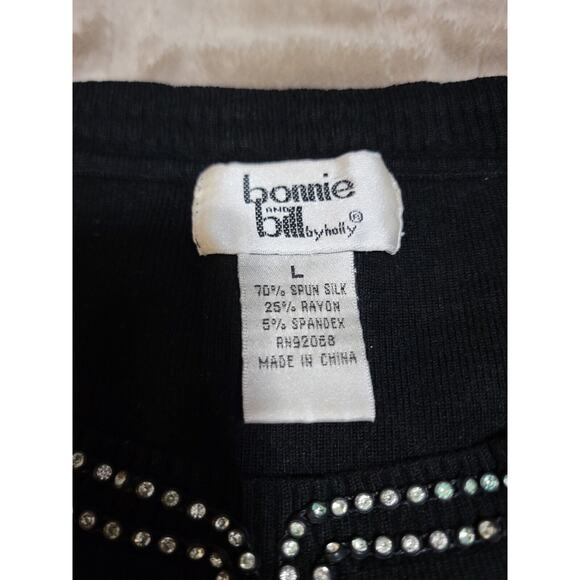 bonnie
AND
bill by holly ®
L
70% SPUN SILK
25% RAYON
5% SPANDEX
RN92068
MADE IN CHINA